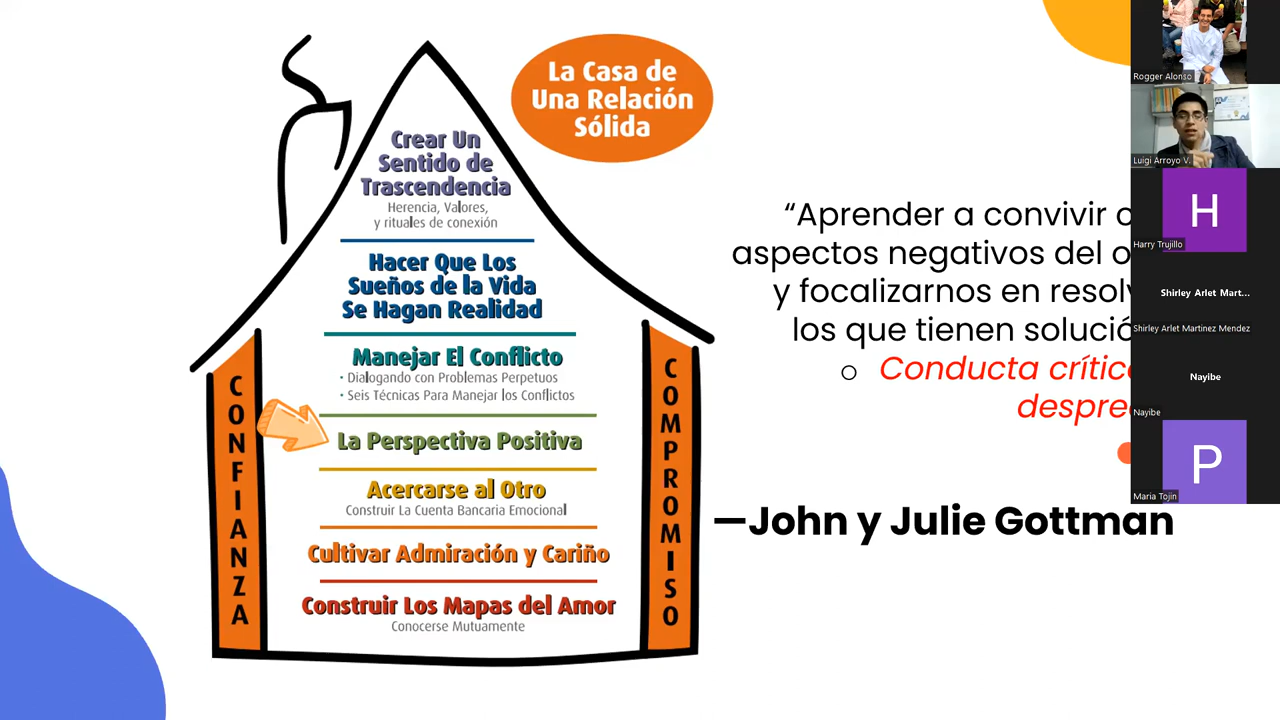 La Casa de
Una Relación
Sólida
Crear Un
Sentido de
Trascendencia
Herencia, Valores,
y rituales de conexión
Hacer Que Los
Sueños de la Vida
Se Hagan Realidad
Manejar El Conflicto
• Dialogando con Problemas Perpetuos
• Seis Técnicas Para Manejar los Conflictos
La Perspectiva Positiva
Acercarse al Otro
Construir La Cuenta Bancaria Emocional
Cultivar Admiración y Cariño
Construir Los Mapas del Amor
Conocerse Mutuamente
CONFIANZA
COMPROMISO
“Aprender a convivir
aspectos negativos del
y focalizarnos en
los que tienen
Conducta
—John y Julie Gottman
Rogger Alonso
Luigi Arroyo V.
H
Harry Trujillo
Shirley Arlet Mart...
Shirley Arlet Martinez Mendez
Nayibe
Nayibe
P
Maria Tojin